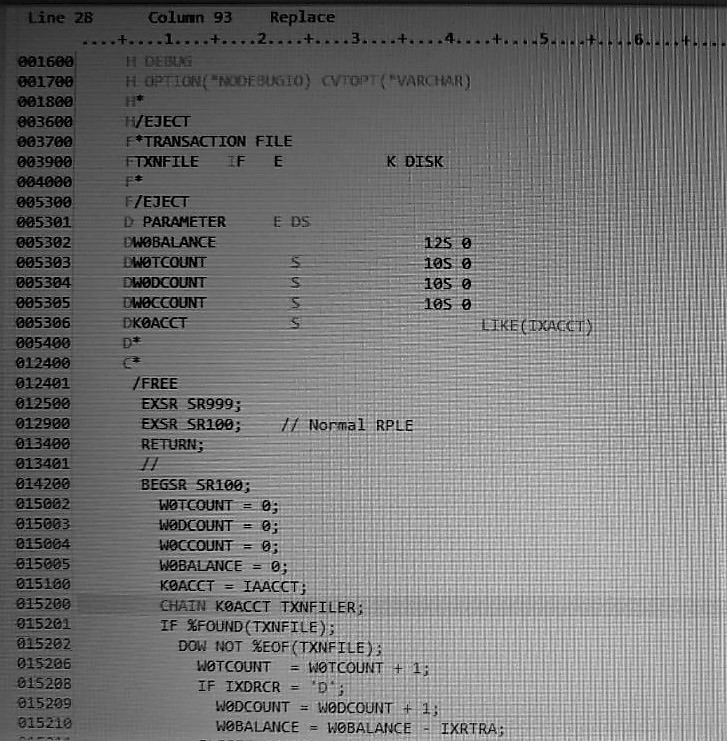 Line 28 Column 93 Replace
....+....1....+....2....+....3....+....4....+....5....+....6....+....
001600 H DEBUG
001700 H OPTION(*NODEBUGIO) CVTOPT(*VARCHAR)
001800 H*
003600 H/EJECT
003700 F*TRANSACTION FILE
003900 FTXNFILE IF E K DISK
004000 F*
005300 F/EJECT
005301 D PARAMETER E DS
005302 DW0BALANCE 12S 0
005303 DW0TCOUNT S 10S 0
005304 DW0DCOUNT S 10S 0
005305 DW0CCOUNT S 10S 0
005306 DK0ACCT S LIKE(IXACCT)
005400 D*
012400 C*
012401 /FREE
012500 EXSR SR999;
012900 EXSR SR100; // Normal RPLE
013400 RETURN;
013401 //
014200 BEGSR SR100;
015002 W0TCOUNT = 0;
015003 W0DCOUNT = 0;
015004 W0CCOUNT = 0;
015005 W0BALANCE = 0;
015100 K0ACCT = IAACCT;
015200 CHAIN K0ACCT TXNFILER;
015201 IF %FOUND(TXNFILE);
015202 DOW NOT %EOF(TXNFILE);
015206 W0TCOUNT = W0TCOUNT + 1;
015208 IF IXDRCR = 'D';
015209 W0DCOUNT = W0DCOUNT + 1;
015210 W0BALANCE = W0BALANCE - IXRTRA;